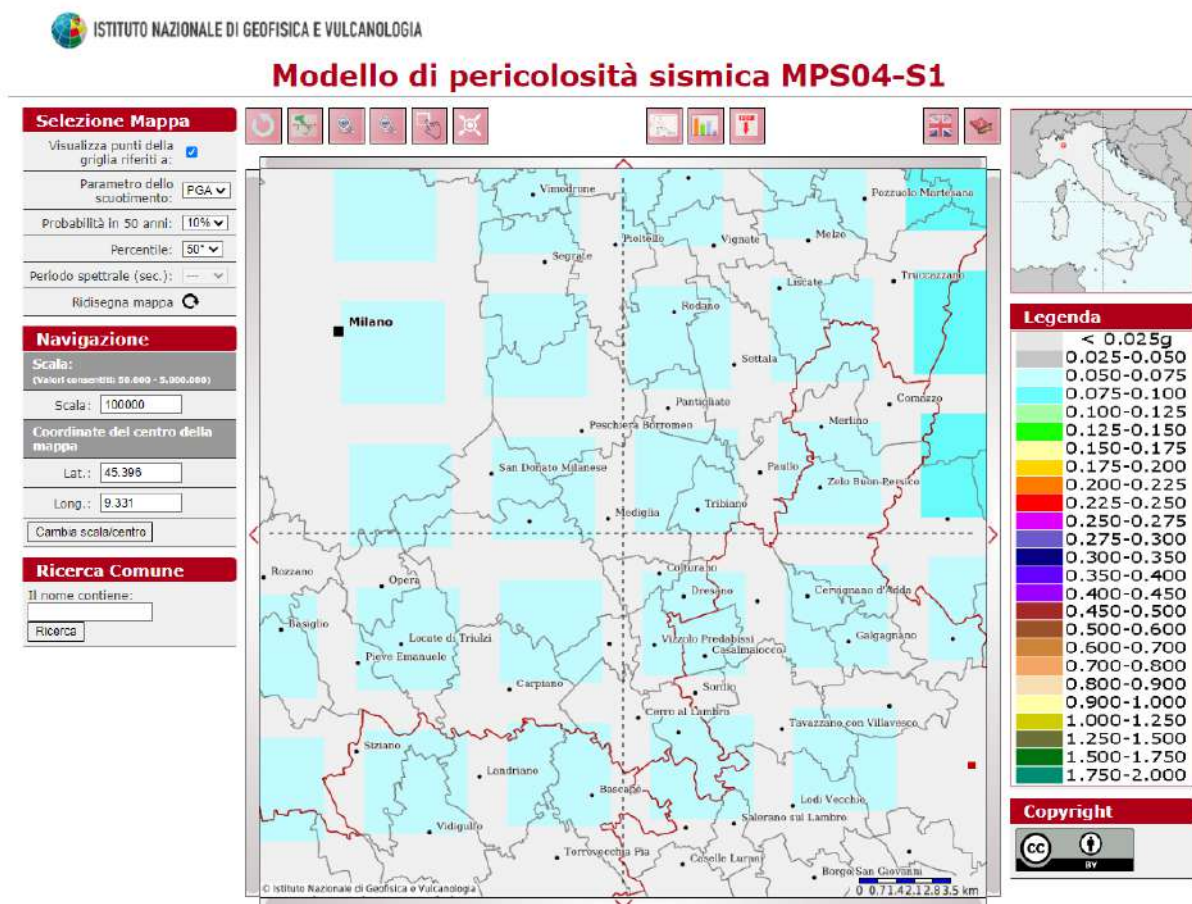 ISTITUTO NAZIONALE DI GEOFISICA E VULCANOLOGIA
Modello di pericolosità sismica MPS04-S1
Selezione Mappa
Visualizza punti della
griglia riferiti a:
Parametro dello
scuotimento:
PGA
Probabilità in 50 anni:
10%
Percentile:
50°
Periodo spettrale (sec.):
---
Ridisegna mappa
Navigazione
Scala:
(Valori consentiti: 50.000 - 5.000.000)
Scala:
100000
Coordinate del centro della
mappa
Lat.:
45.396
Long.:
9.331
Cambia scala/centro
Ricerca Comune
Il nome contiene:
Ricerca
Vimodrone
Pozzuolo Martesana
Pioltello
Vignate
Melzo
Segrate
Truccazzano
Liscate
Rodano
Milano
Settala
Pantigliate
Comazzo
Merlino
Peschiera Borromeo
San Donato Milanese
Paullo
Zelo Buon Persico
Mediglia
Tribiano
Rozzano
Opera
Colturano
Dresano
Cervignano d'Adda
Basiglio
Locate di Triulzi
Vizzolo Predabissi
Galgagnano
Pieve Emanuele
Casalmaiocco
Carpiano
Sordio
Cerro al Lambro
Tavazzano con Villavesco
Siziano
Landriano
Bascapè
Lodi Vecchio
Vidigulfo
Salerano sul Lambro
Torrevecchia Pia
Caselle Lurani
Borgo San Giovanni
© Istituto Nazionale di Geofisica e Vulcanologia
0 0.71.42.12.83.5 km
Legenda
< 0.025g
0.025-0.050
0.050-0.075
0.075-0.100
0.100-0.125
0.125-0.150
0.150-0.175
0.175-0.200
0.200-0.225
0.225-0.250
0.250-0.275
0.275-0.300
0.300-0.350
0.350-0.400
0.400-0.450
0.450-0.500
0.500-0.600
0.600-0.700
0.700-0.800
0.800-0.900
0.900-1.000
1.000-1.250
1.250-1.500
1.500-1.750
1.750-2.000
Copyright
cc
BY